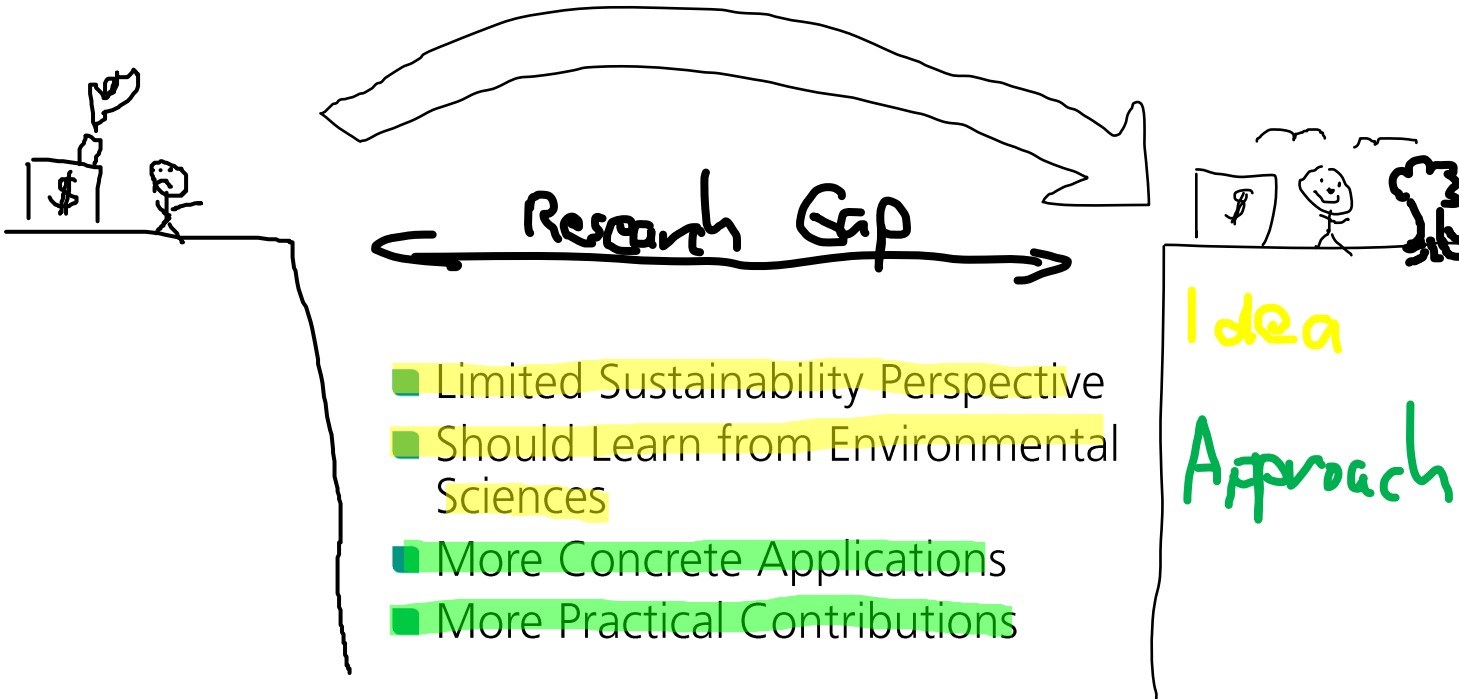 $
$
Research Gap
Idea
Limited Sustainability Perspective
Should Learn from Environmental
Sciences
Approach
More Concrete Applications
More Practical Contributions